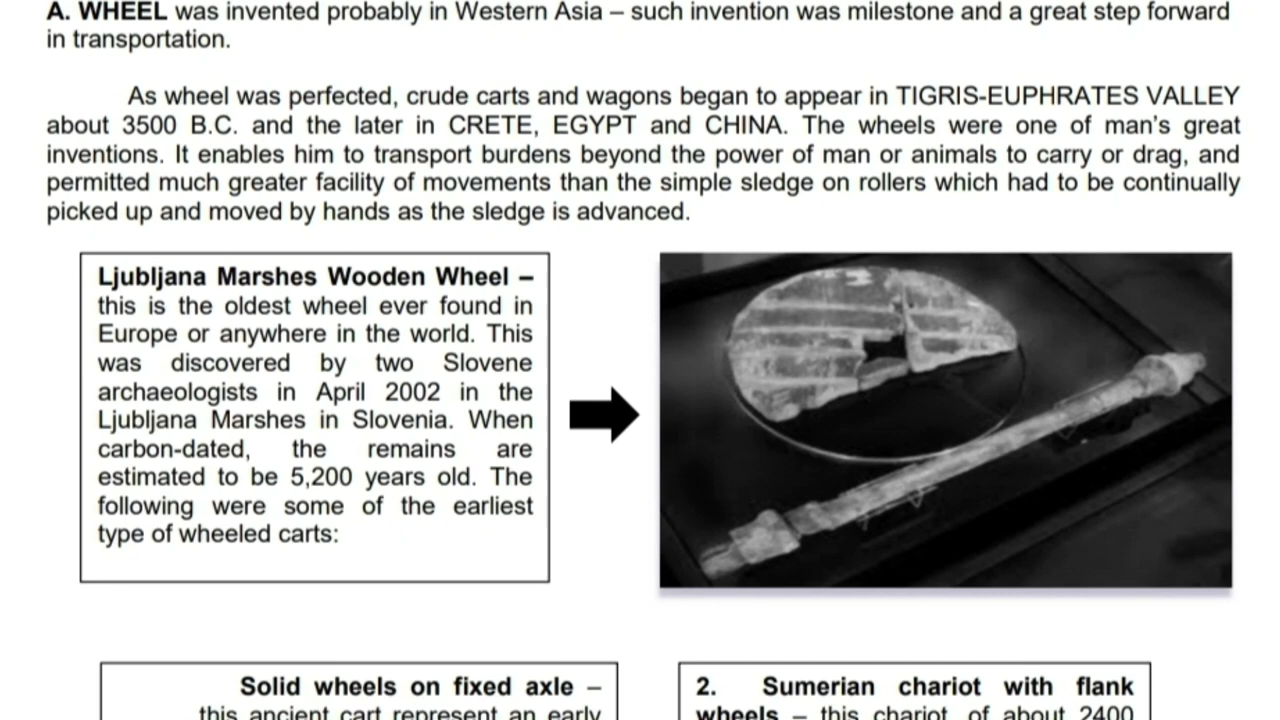 A. WHEEL was invented probably in Western Asia – such invention was milestone and a great step forward
in transportation.
As wheel was perfected, crude carts and wagons began to appear in TIGRIS-EUPHRATES VALLEY
about 3500 B.C. and the later in CRETE, EGYPT and CHINA. The wheels were one of man's great
inventions. It enables him to transport burdens beyond the power of man or animals to carry or drag, and
permitted much greater facility of movements than the simple sledge on rollers which had to be continually
picked up and moved by hands as the sledge is advanced.
Ljubljana Marshes Wooden Wheel –
this is the oldest wheel ever found in
Europe or anywhere in the world. This
was discovered by two Slovene
archaeologists in April 2002 in the
Ljubljana Marshes in Slovenia. When
carbon-dated, the remains are
estimated to be 5,200 years old. The
following were some of the earliest
type of wheeled carts:
Solid wheels on fixed axle –
this ancient cart represent an early
2. Sumerian chariot with flank
wheels – this chariot, of about 2400